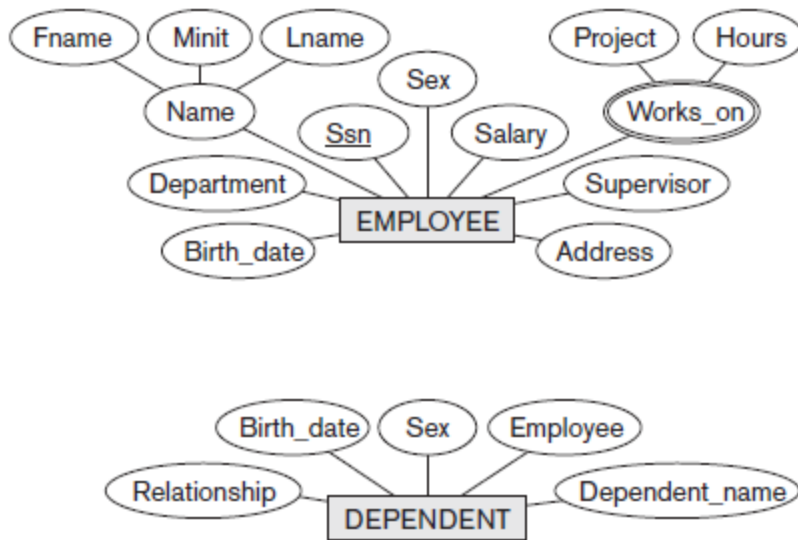 Fname
Minit
Lname
Project
Hours
Sex
Name
Works_on
Ssn
Salary
Department
Supervisor
EMPLOYEE
Birth_date
Address
Birth_date
Sex
Employee
Relationship
Dependent_name
DEPENDENT